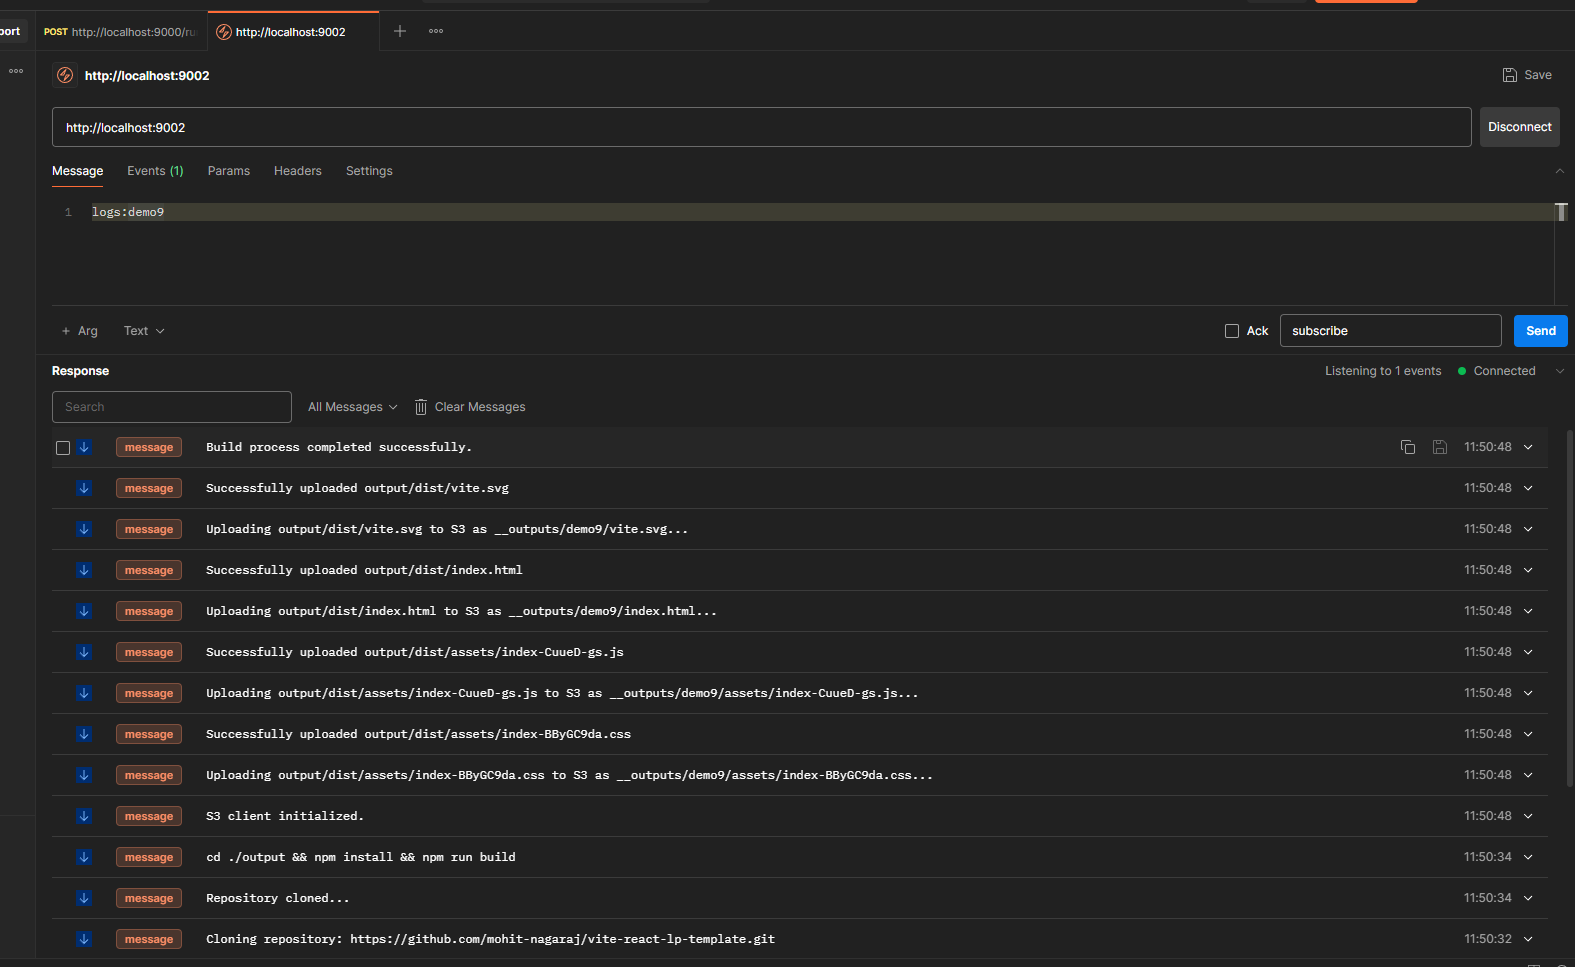 port
POST http://localhost:9000/ru
http://localhost:9002
http://localhost:9002
Save
http://localhost:9002
Disconnect
Message Events (1) Params Headers Settings
1 logs:demo9
+ Arg Text
Ack subscribe Send
Response
Listening to 1 events Connected
Search All Messages Clear Messages
message Build process completed successfully. 11:50:48
message Successfully uploaded output/dist/vite.svg 11:50:48
message Uploading output/dist/vite.svg to S3 as __outputs/demo9/vite.svg... 11:50:48
message Successfully uploaded output/dist/index.html 11:50:48
message Uploading output/dist/index.html to S3 as __outputs/demo9/index.html... 11:50:48
message Successfully uploaded output/dist/assets/index-CuueD-gs.js 11:50:48
message Uploading output/dist/assets/index-CuueD-gs.js to S3 as __outputs/demo9/assets/index-CuueD-gs.js... 11:50:48
message Successfully uploaded output/dist/assets/index-BByGC9da.css 11:50:48
message Uploading output/dist/assets/index-BByGC9da.css to S3 as __outputs/demo9/assets/index-BByGC9da.css... 11:50:48
message S3 client initialized. 11:50:48
message cd ./output && npm install && npm run build 11:50:34
message Repository cloned... 11:50:34
message Cloning repository: https://github.com/mohit-nagaraj/vite-react-lp-template.git 11:50:32